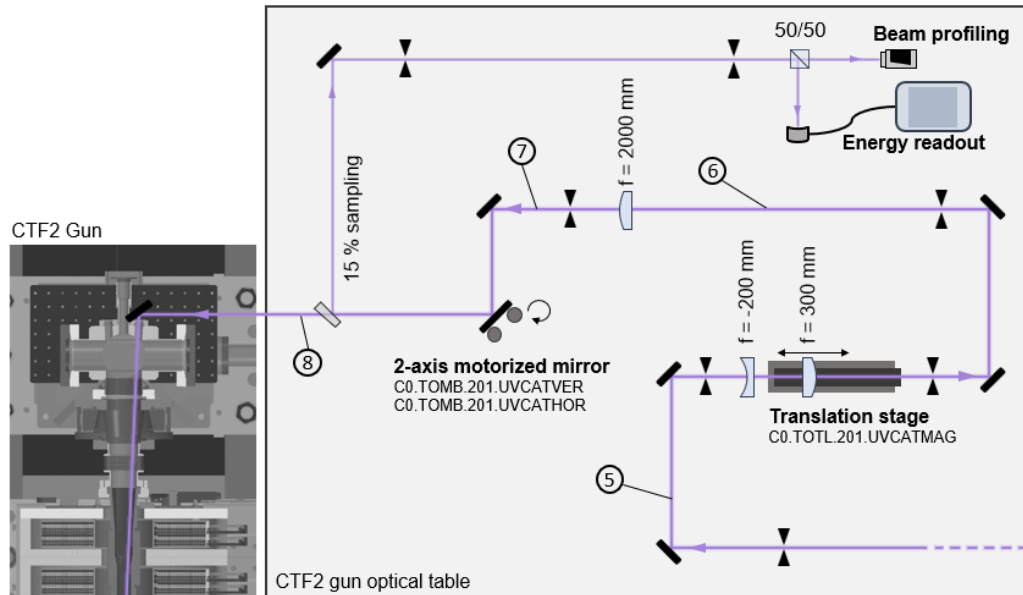 50/50
Beam profiling
Energy readout
15 % sampling
7
f = 2000 mm
6
CTF2 Gun
8
2-axis motorized mirror
C0.TOMB.201.UVCATVER
C0.TOMB.201.UVCATHOR
f = -200 mm
f = 300 mm
Translation stage
C0.TOTL.201.UVCATMAG
5
CTF2 gun optical table